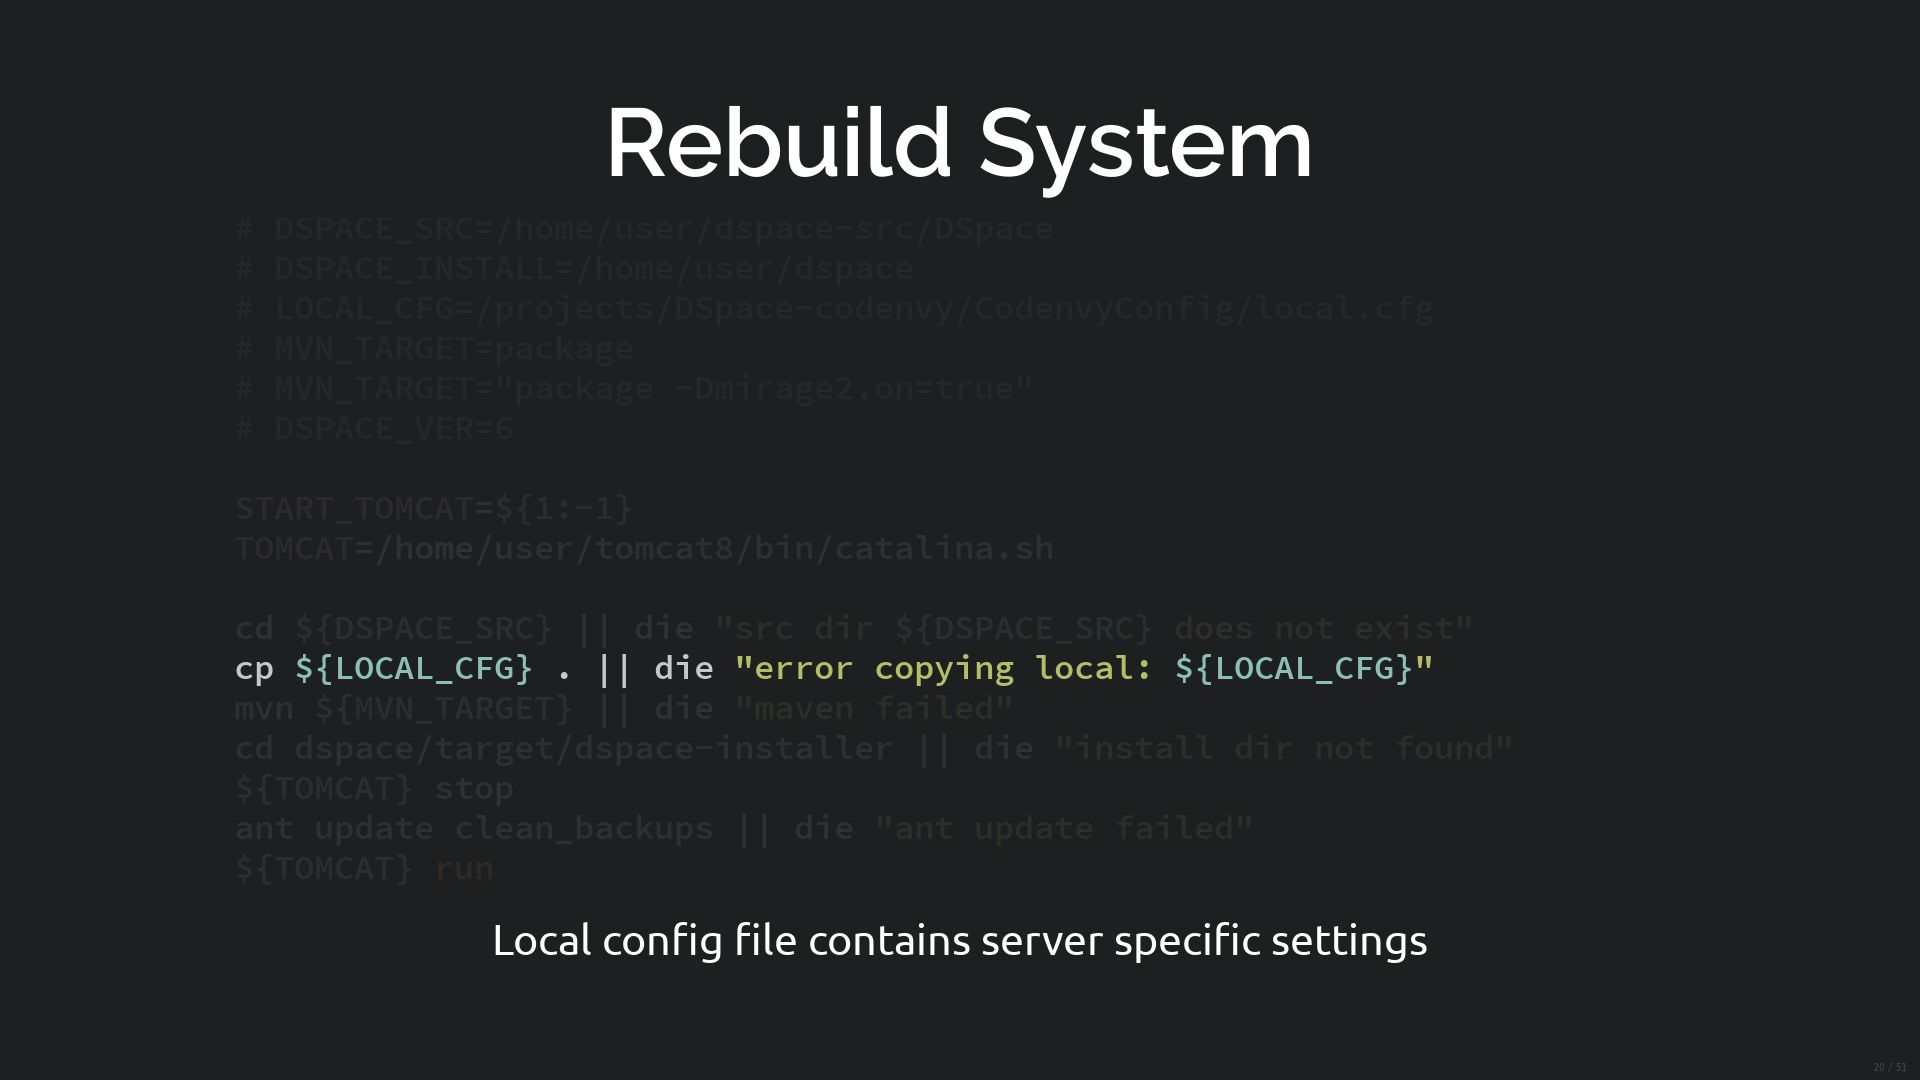 Rebuild System
# DSPACE_SRC=/home/user/dspace-src/DSpace
# DSPACE_INSTALL=/home/user/dspace
# LOCAL_CFG=/projects/DSpace-codenvy/CodenvyConfig/local.cfg
# MVN_TARGET=package
# MVN_TARGET="package -Dmirage2.on=true"
# DSPACE_VER=6
START_TOMCAT=${1:-1}
TOMCAT=/home/user/tomcat8/bin/catalina.sh
cd ${DSPACE_SRC} || die "src dir ${DSPACE_SRC} does not exist"
cp ${LOCAL_CFG} . || die "error copying local: ${LOCAL_CFG}"
mvn ${MVN_TARGET} || die "maven failed"
cd dspace/target/dspace-installer || die "install dir not found"
${TOMCAT} stop
ant update clean_backups || die "ant update failed"
${TOMCAT} run
Local config file contains server specific settings
20 / 51